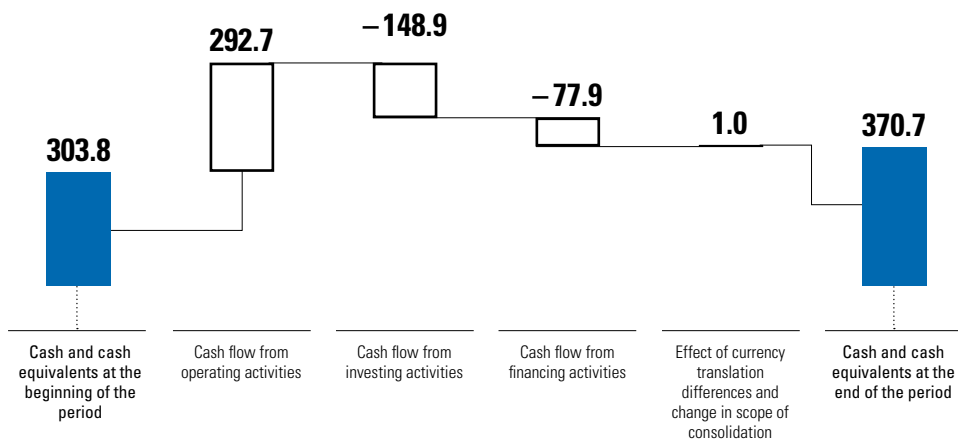 303.8
292.7
–148.9
–77.9
1.0
370.7
Cash and cash
equivalents at the
beginning of the
period
Cash flow from
operating activities
Cash flow from
investing activities
Cash flow from
financing activities
Effect of currency
translation
differences and
change in scope of
consolidation
Cash and cash
equivalents at the
end of the period